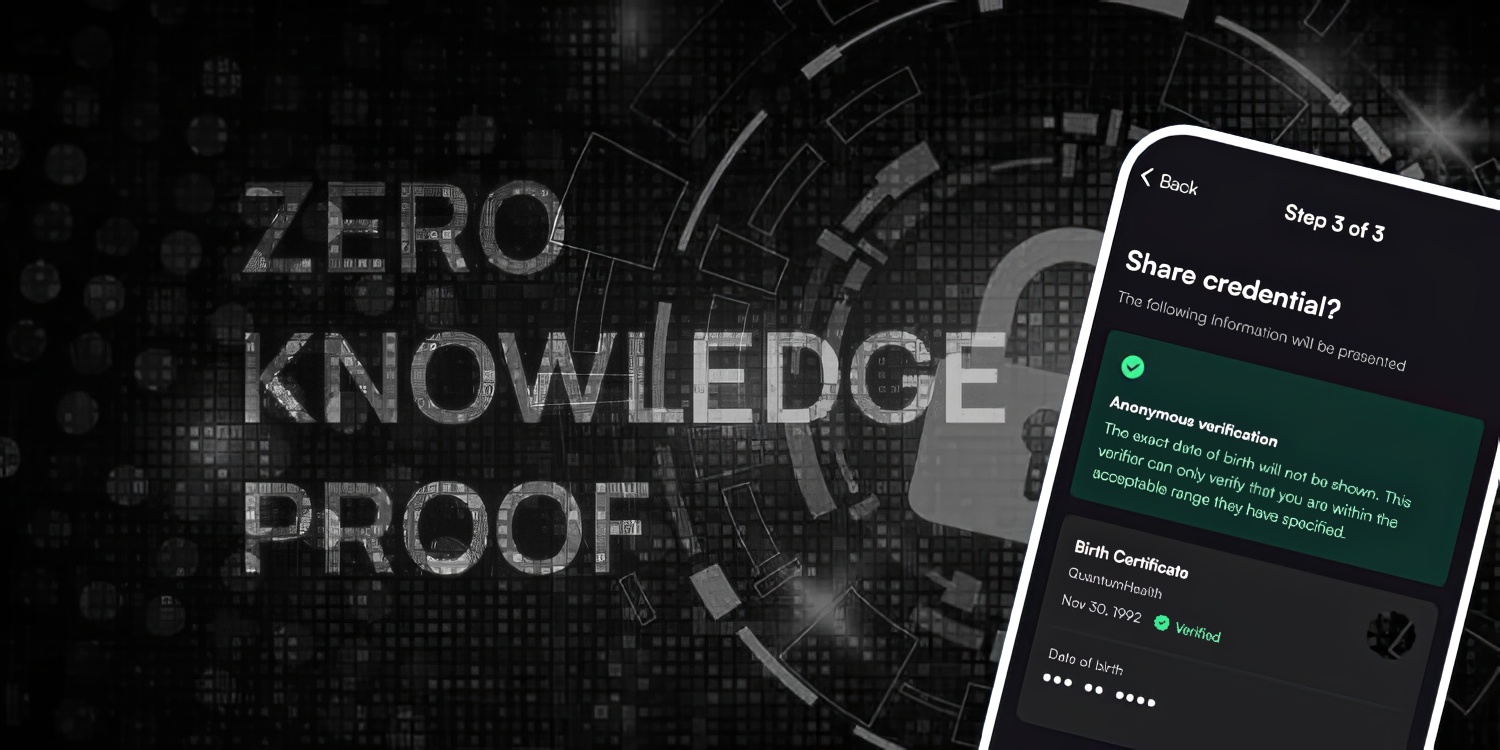 ZERO
KNOWLEDGE
PROOF
Back
Step 3 of 3
Share credential?
The following information will be presented
Anonymous verification
The exact date of birth will not be shown. This
verifier can only verify that you are within the
acceptable range they have specified.
Birth Certificate
QuantumHealth
Nov 30, 1992 Verified
Date of birth